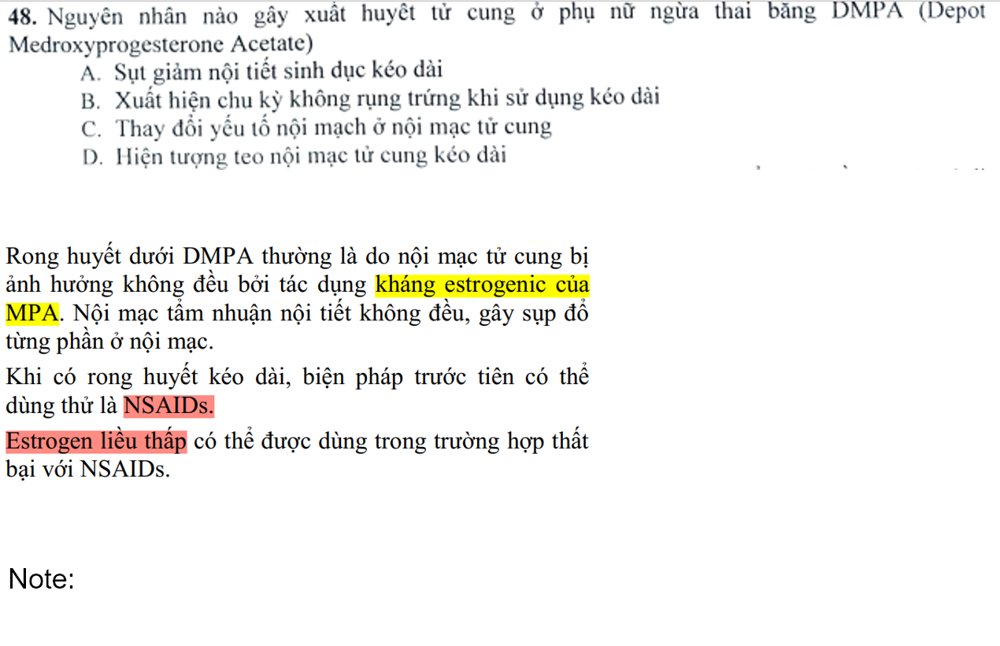 48. Nguyên nhân nào gây xuất huyết tử cung ở phụ nữ ngừa thai bằng DMPA (Depot
Medroxyprogesterone Acetate)
A. Sụt giảm nội tiết sinh dục kéo dài
B. Xuất hiện chu kỳ không rụng trứng khi sử dụng kéo dài
C. Thay đổi yếu tố nội mạch ở nội mạc tử cung
D. Hiện tượng teo nội mạc tử cung kéo dài
Rong huyết dưới DMPA thường là do nội mạc tử cung bị
ảnh hưởng không đều bởi tác dụng kháng estrogenic của
MPA. Nội mạc tẩm nhuận nội tiết không đều, gây sụp đổ
từng phần ở nội mạc.
Khi có rong huyết kéo dài, biện pháp trước tiên có thể
dùng thử là NSAIDs.
Estrogen liều thấp có thể được dùng trong trường hợp thất
bại với NSAIDs.
Note: